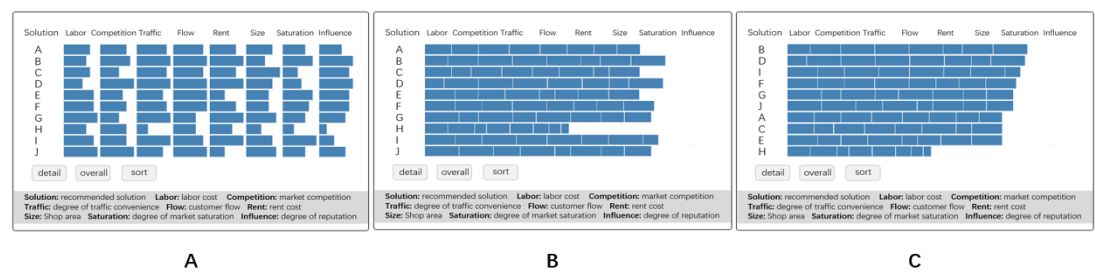 Solution Labor Competition Traffic Flow Rent Size Saturation Influence
A
B
C
D
E
F
G
H
I
J
detail overall sort
Solution: recommended solution Labor: labor cost Competition: market competition
Traffic: degree of traffic convenience Flow: customer flow Rent: rent cost
Size: Shop area Saturation: degree of market saturation Influence: degree of reputation
A
Solution Labor Competition Traffic Flow Rent Size Saturation Influence
A
B
C
D
E
F
G
H
I
J
detail overall sort
Solution: recommended solution Labor: labor cost Competition: market competition
Traffic: degree of traffic convenience Flow: customer flow Rent: rent cost
Size: Shop area Saturation: degree of market saturation Influence: degree of reputation
B
Solution Labor Competition Traffic Flow Rent Size Saturation Influence
B
D
I
F
G
J
A
C
E
H
detail overall sort
Solution: recommended solution Labor: labor cost Competition: market competition
Traffic: degree of traffic convenience Flow: customer flow Rent: rent cost
Size: Shop area Saturation: degree of market saturation Influence: degree of reputation
C